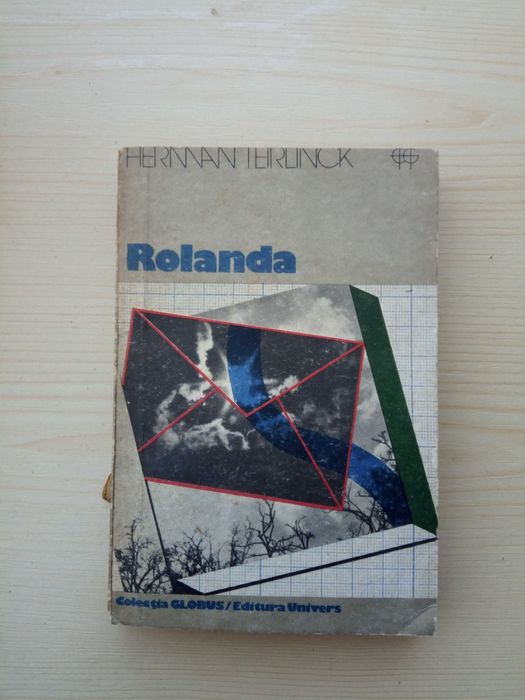 HERMAN TEIRLINCK
Rolanda
Colecția GLOBUS/Editura Univers